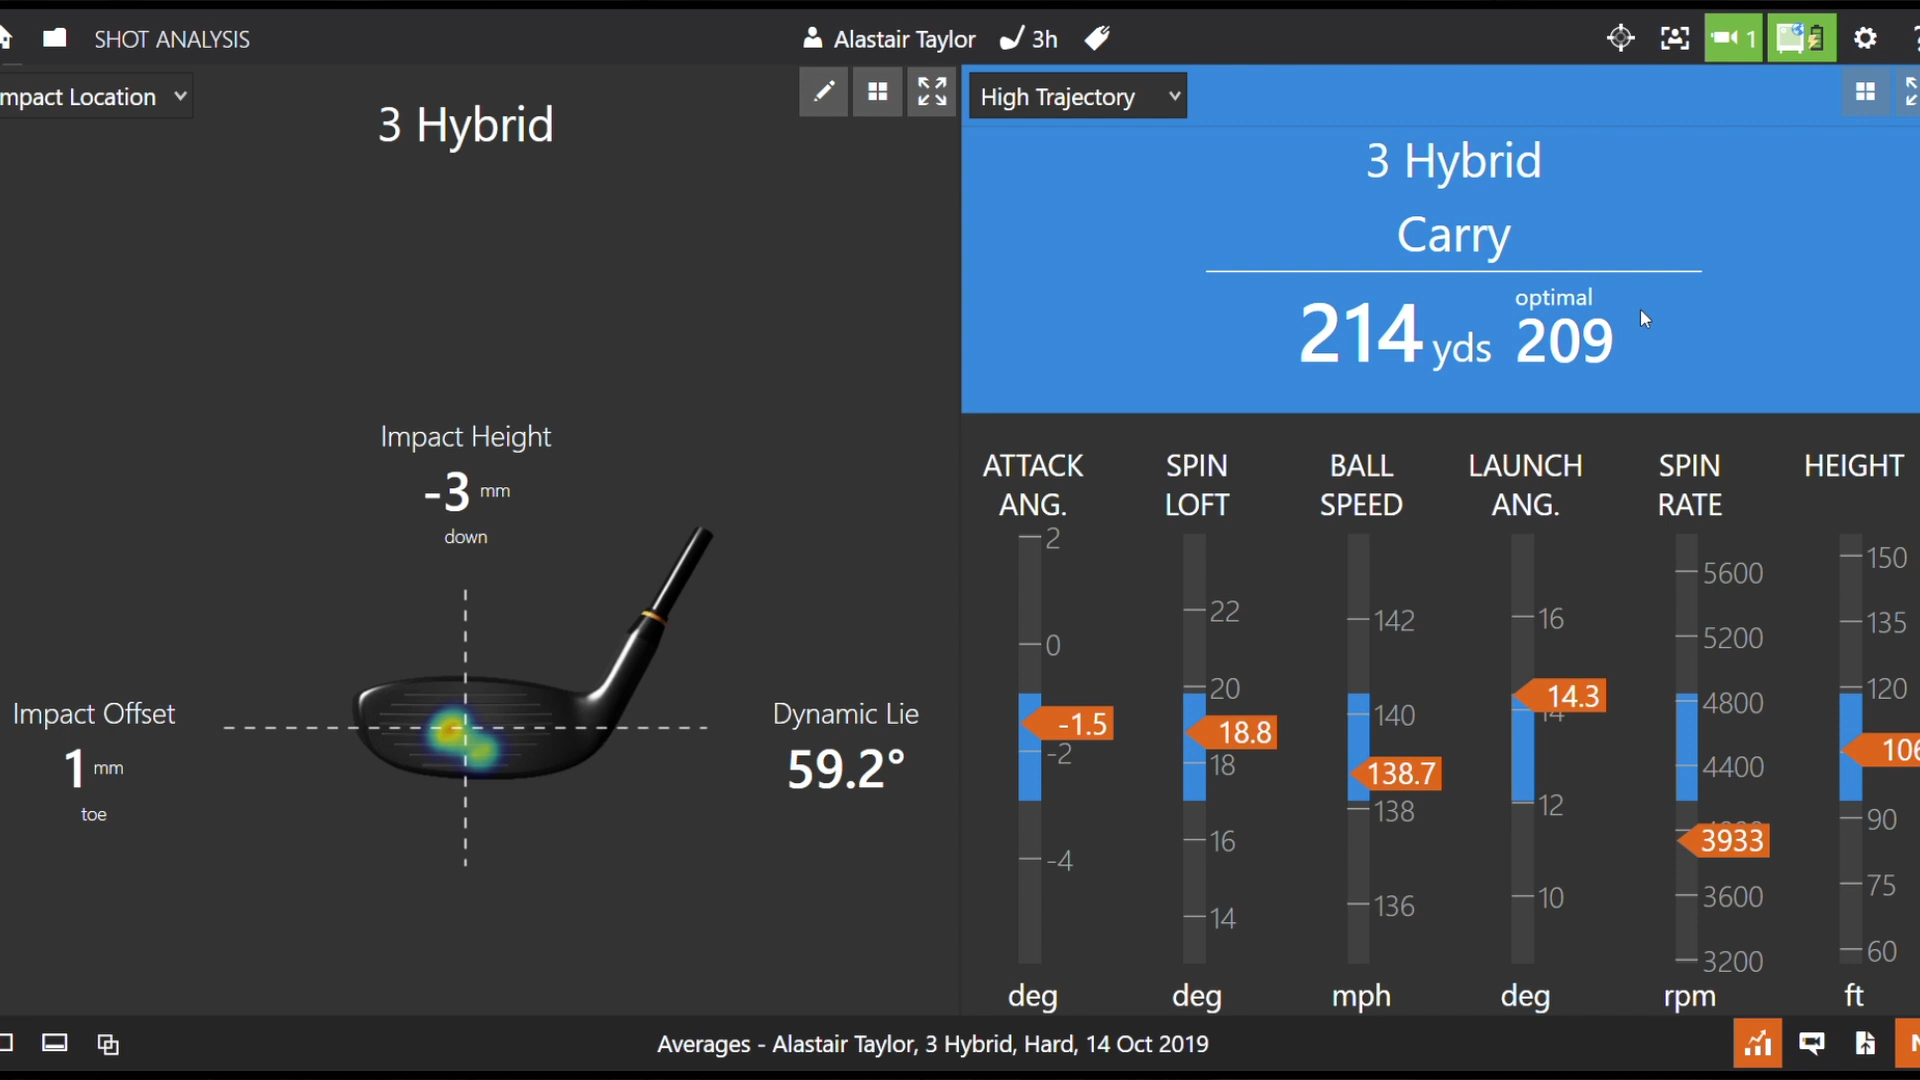 SHOT ANALYSIS
Alastair Taylor
3h
1
mpact Location
3 Hybrid
High Trajectory
3 Hybrid
Carry
optimal
214 yds 209
Impact Height
-3 mm
down
Impact Offset
1 mm
toe
Dynamic Lie
59.2°
ATTACK
ANG.
2
0
-1.5
-2
-4
deg
SPIN
LOFT
22
20
18.8
18
16
14
deg
BALL
SPEED
142
140
138.7
138
136
mph
LAUNCH
ANG.
16
14.3
14
12
10
deg
SPIN
RATE
5600
5200
4800
4400
3933
3600
3200
rpm
HEIGHT
150
135
120
106
90
75
60
ft
Averages - Alastair Taylor, 3 Hybrid, Hard, 14 Oct 2019